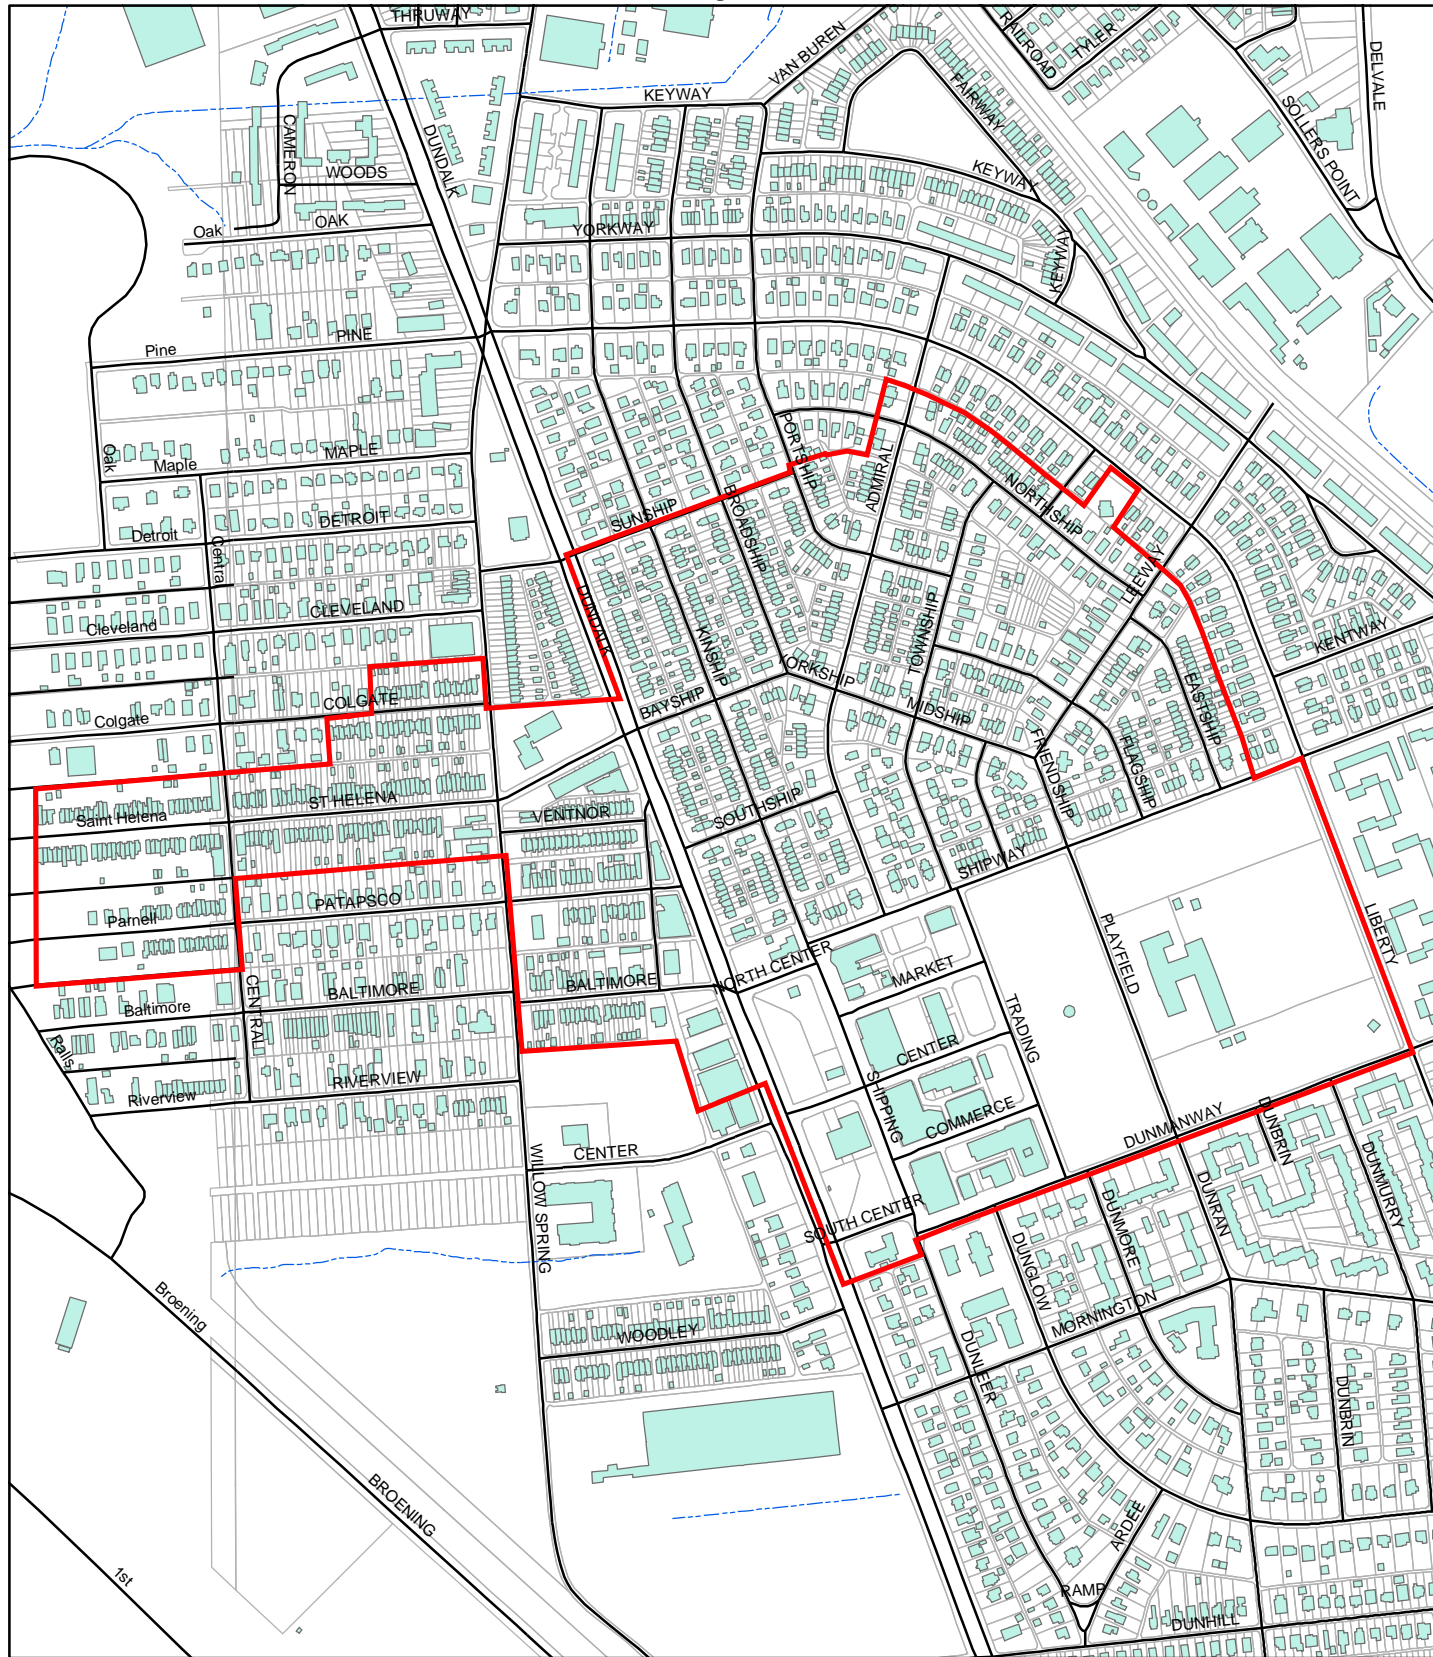 THRUWAY
VAN BUREN
RAILROAD
TYLER
DELVALE
KEYWAY
FAIRWAY
SOLLERS POINT
CAMERON
DUNDALK
WOODS
KEYWAY
OAK
Oak
YORKWAY
KEYWAY
PINE
Pine
Oak
MAPLE
Maple
PORTSHIP
ADMIRAL
NORTHSHIP
BROADSHIP
SUNSHIP
DETROIT
Detroit
Central
LEEWAY
CLEVELAND
Cleveland
DUNDALK
KINSHIP
TOWNSHIP
KENTWAY
YORKSHIP
COLGATE
Colgate
BAYSHIP
MIDSHIP
EASTSHIP
FRIENDSHIP
FLAGSHIP
ST HELENA
Saint Helena
VENTNOR
SOUTHSHIP
SHIPWAY
PATAPSCO
Parnell
PLAYFIELD
LIBERTY
NORTH CENTER
MARKET
BALTIMORE
BALTIMORE
Baltimore
CENTRAL
TRADING
CENTER
Ralls
RIVERVIEW
Riverview
SHIPPING
COMMERCE
DUNMANWAY
DUNBRIN
CENTER
WILLOW SPRING
DUNMURRY
DUNRAN
DUNMORE
SOUTH CENTER
DUNGLOW
Broening
MORNINGTON
WOODLEY
DUNLEER
DUNBRIN
BROENING
ARDEE
1st
RAMP
DUNHILL